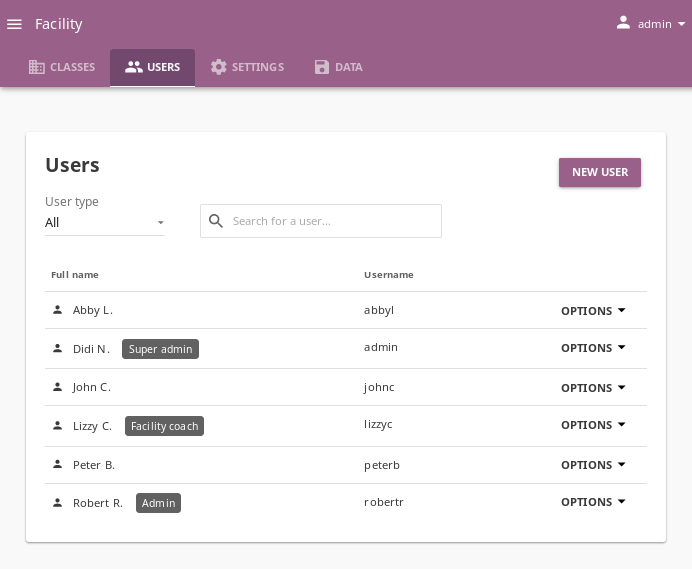 Facility admin
CLASSES USERS SETTINGS DATA
Users
NEW USER
User type
All
Search for a user...
Full name Username
Abby L. abbyl OPTIONS
Didi N. Super admin admin OPTIONS
John C. johnc OPTIONS
Lizzy C. Facility coach lizzyc OPTIONS
Peter B. peterb OPTIONS
Robert R. Admin robertr OPTIONS